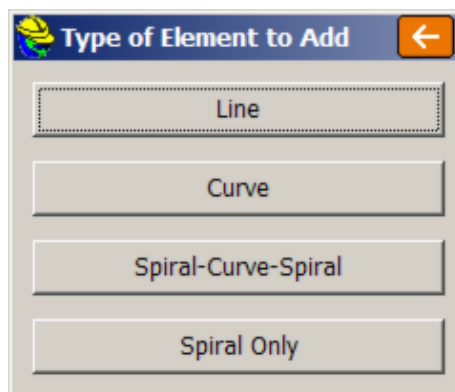 Type of Element to Add
Line
Curve
Spiral-Curve-Spiral
Spiral Only